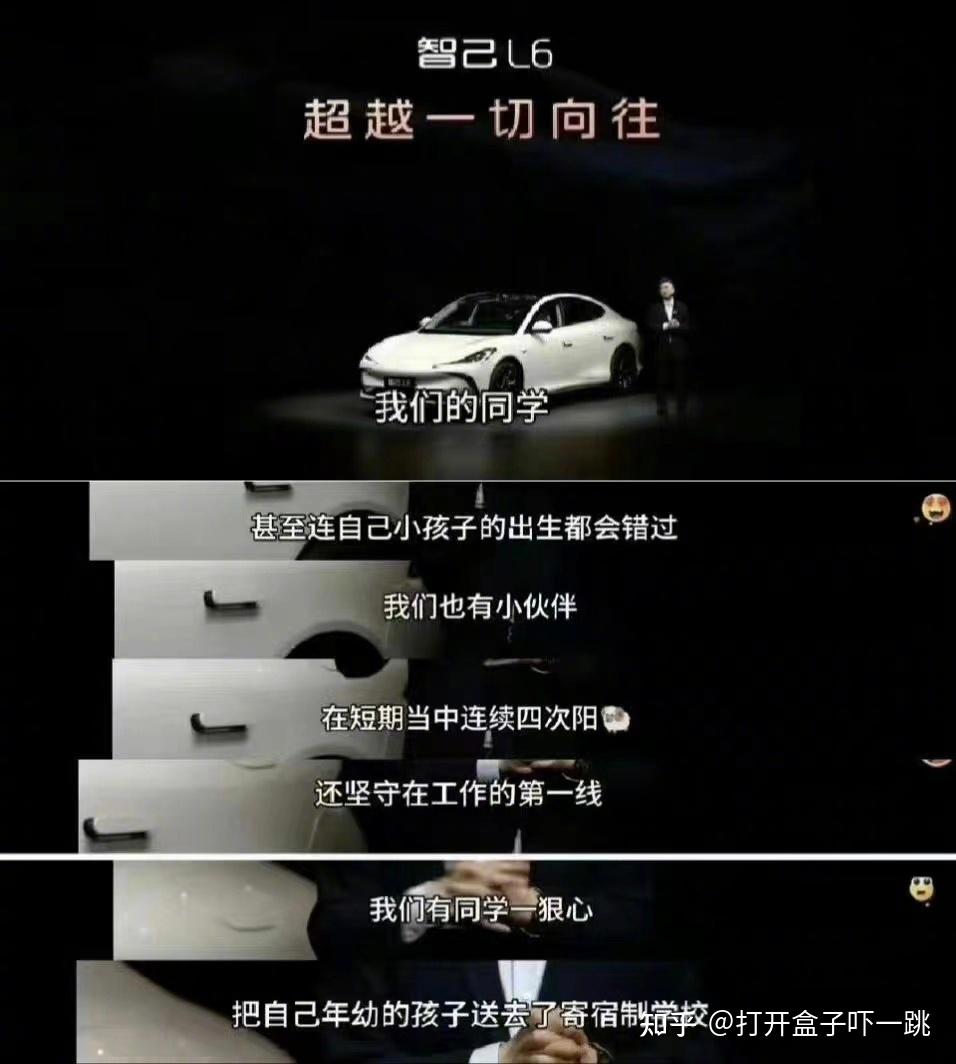 智己L6
超越一切向往
我们的同学
甚至连自己小孩子的出生都会错过
我们也有小伙伴
在短期当中连续四次阳
还坚守在工作的第一线
我们有同学一狠心
把自己年幼的孩子送去了寄宿制学校
知乎 @打开盒子吓一跳